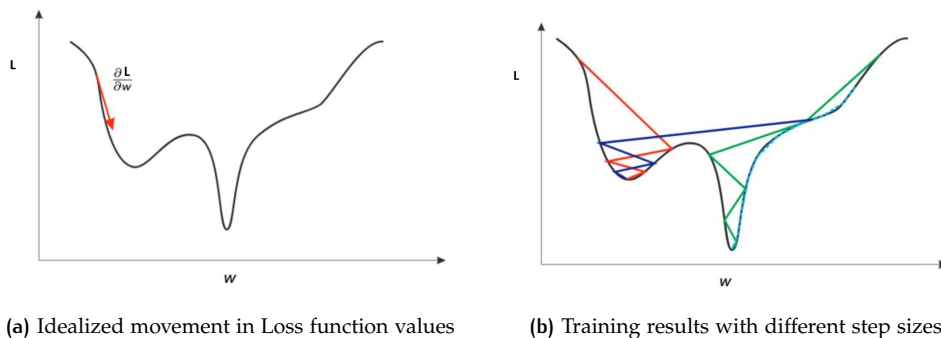 L
∂ L
∂w
w
(a) Idealized movement in Loss function values
L
w
(b) Training results with different step sizes